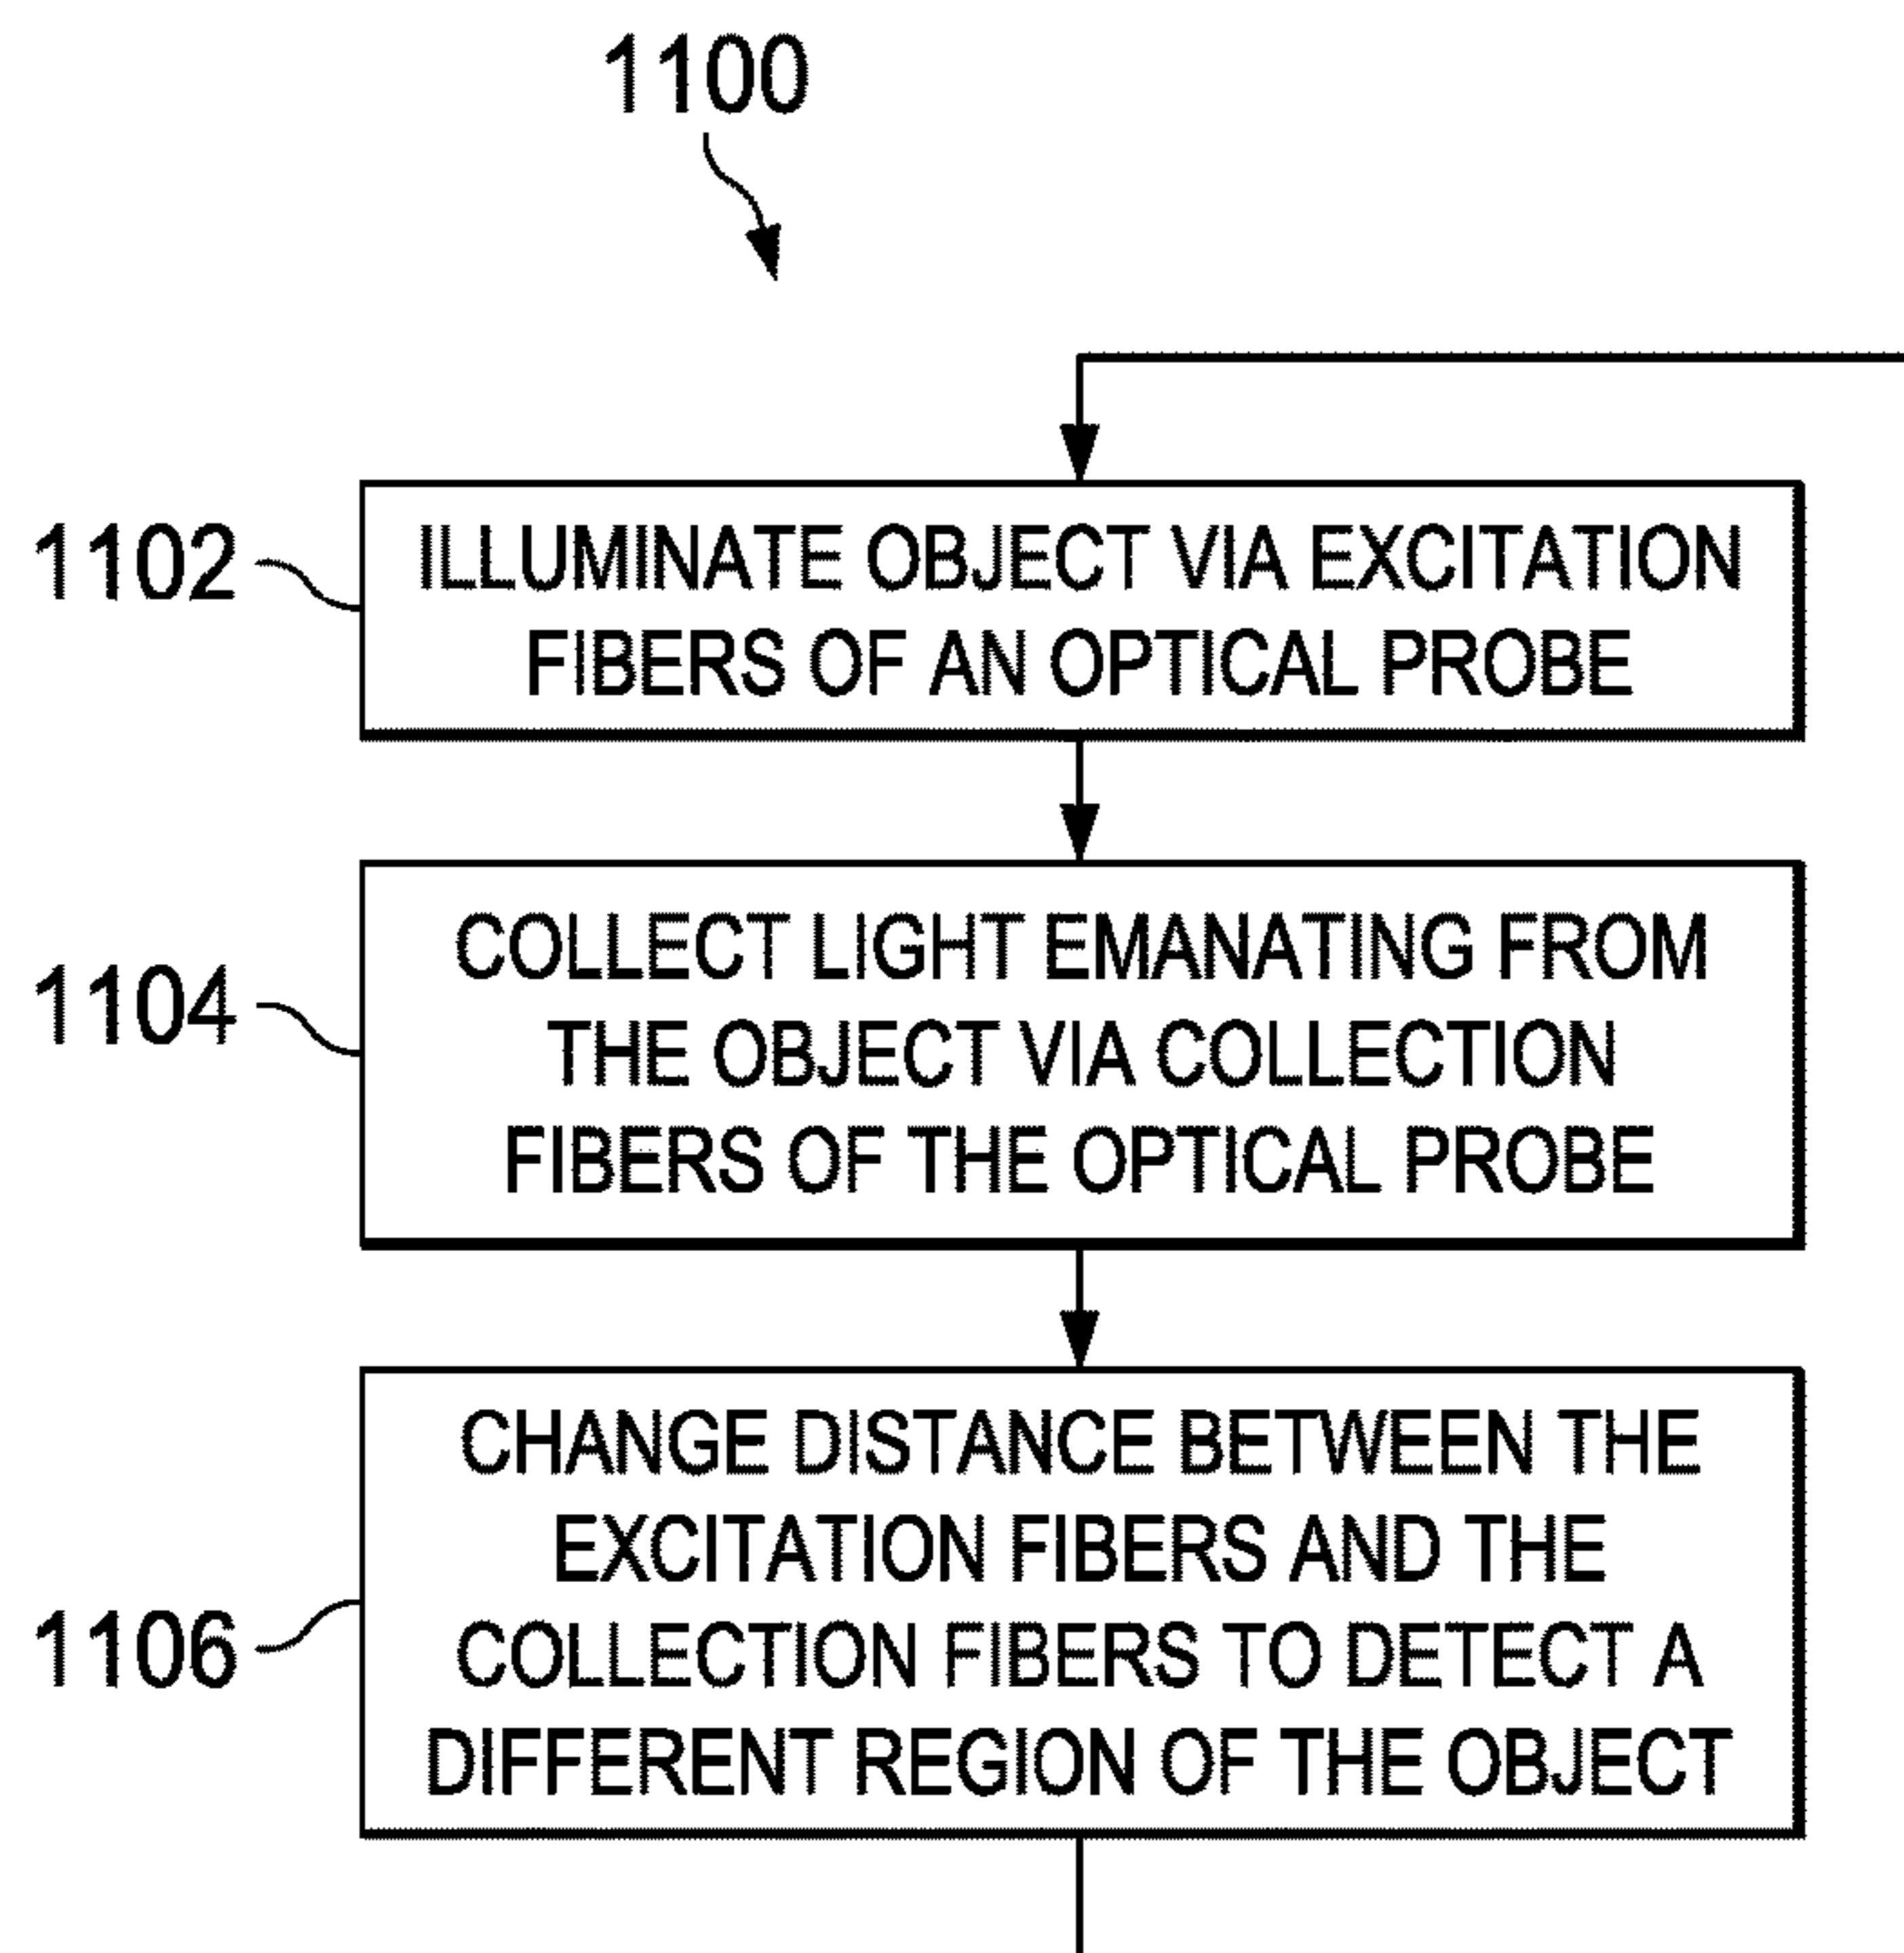 1100
1102
ILLUMINATE OBJECT VIA EXCITATION
FIBERS OF AN OPTICAL PROBE
1104
COLLECT LIGHT EMANATING FROM
THE OBJECT VIA COLLECTION
FIBERS OF THE OPTICAL PROBE
1106
CHANGE DISTANCE BETWEEN THE
EXCITATION FIBERS AND THE
COLLECTION FIBERS TO DETECT A
DIFFERENT REGION OF THE OBJECT